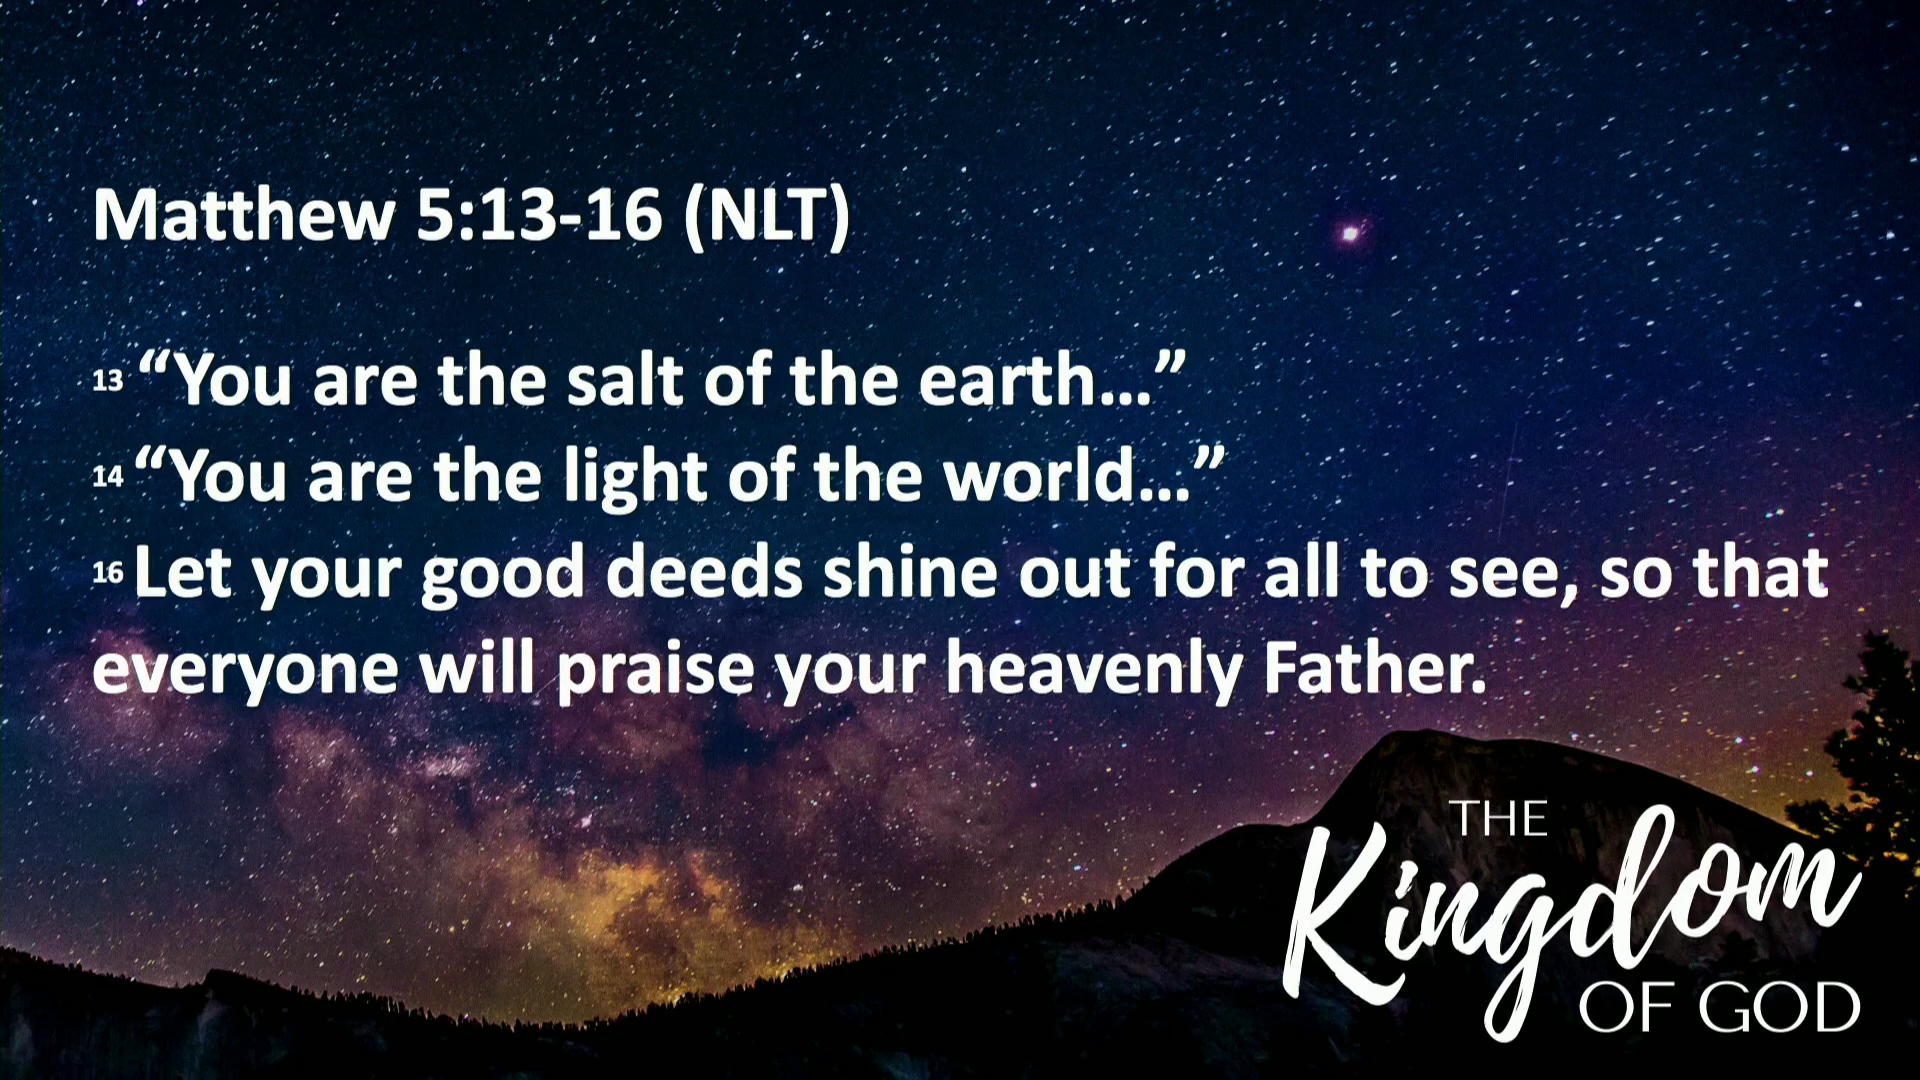 Matthew 5:13-16 (NLT)
13 “You are the salt of the earth…”
14 “You are the light of the world…”
16 Let your good deeds shine out for all to see, so that
everyone will praise your heavenly Father.
THE
Kingdom
OF GOD